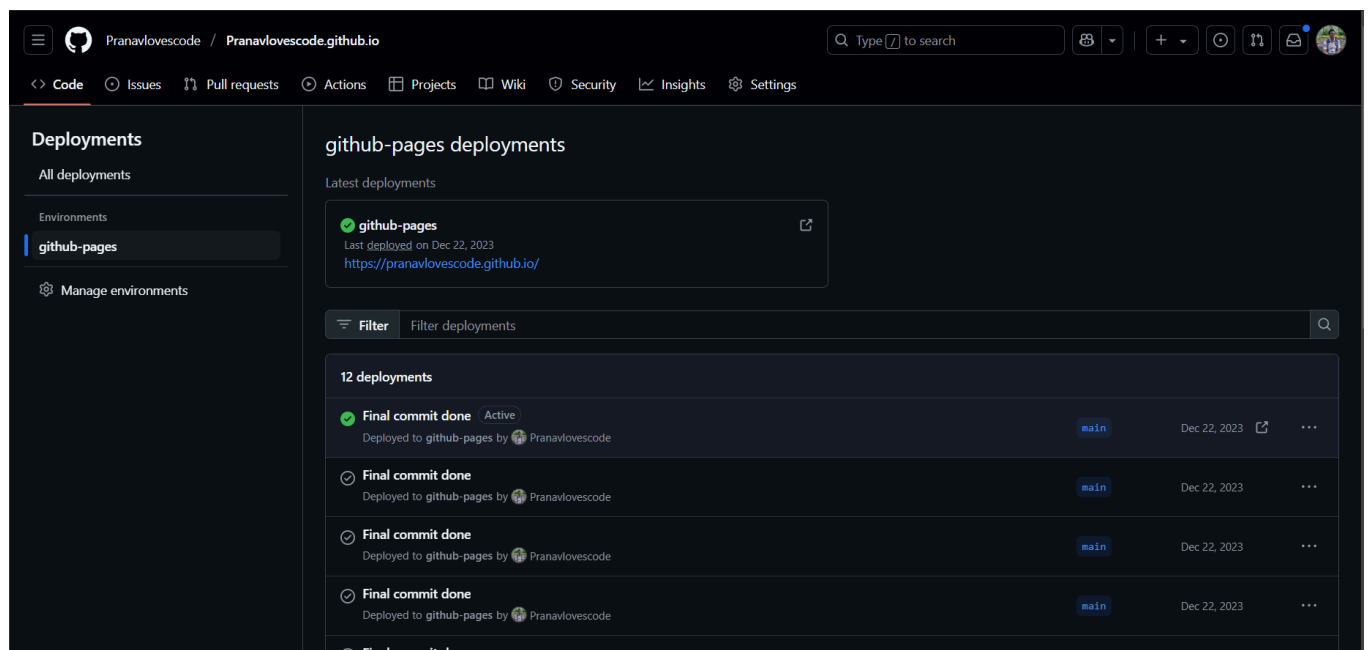 Pranavlovescode / Pranavlovescode.github.io
Type / to search
Code Issues Pull requests Actions Projects Wiki Security Insights Settings
Deployments
All deployments
Environments
github-pages
Manage environments
github-pages deployments
Latest deployments
github-pages
Last deployed on Dec 22, 2023
https://pranavlovescode.github.io/
Filter Filter deployments
12 deployments
Final commit done Active
Deployed to github-pages by Pranavlovescode
main Dec 22, 2023
Final commit done
Deployed to github-pages by Pranavlovescode
main Dec 22, 2023
Final commit done
Deployed to github-pages by Pranavlovescode
main Dec 22, 2023
Final commit done
Deployed to github-pages by Pranavlovescode
main Dec 22, 2023